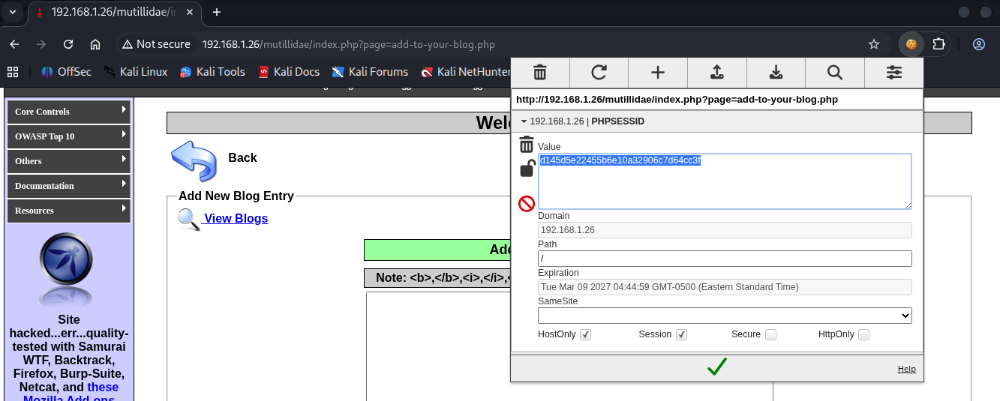 192.168.1.26/mutillidae/in
Not secure 192.168.1.26/mutillidae/index.php?page=add-to-your-blog.php
OffSec Kali Linux Kali Tools Kali Docs Kali Forums Kali NetHunter
http://192.168.1.26/mutillidae/index.php?page=add-to-your-blog.php
192.168.1.26 | PHPSESSID
Value
d145d5e22455b6e10a32906c7d64cc3f
Domain
192.168.1.26
Path
/
Expiration
Tue Mar 09 2027 04:44:59 GMT-0500 (Eastern Standard Time)
SameSite
HostOnly Session Secure HttpOnly
Help
Core Controls
OWASP Top 10
Others
Documentation
Resources
Site
hacked...err...quality-
tested with Samurai
WTF, Backtrack,
Firefox, Burp-Suite,
Netcat, and these
Mozilla Add-ons
Back
Add New Blog Entry
View Blogs
Note: <b>,</b>,<i>,</i>,<